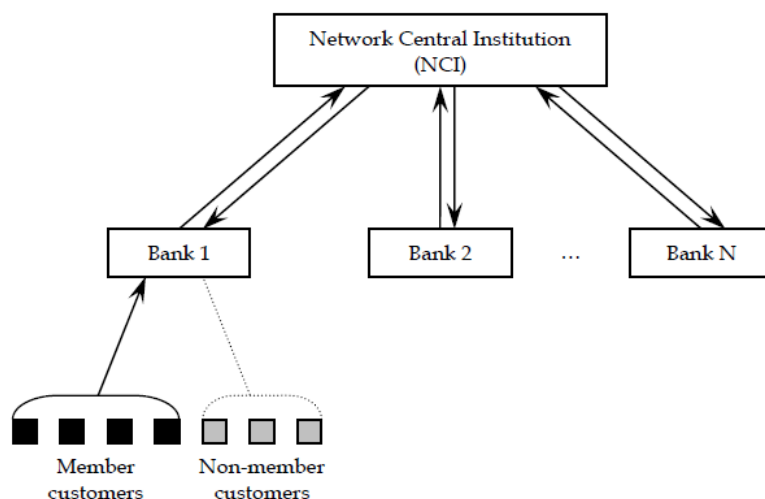 Network Central Institution
(NCI)
Bank 1
Bank 2
...
Bank N
Member
customers
Non-member
customers